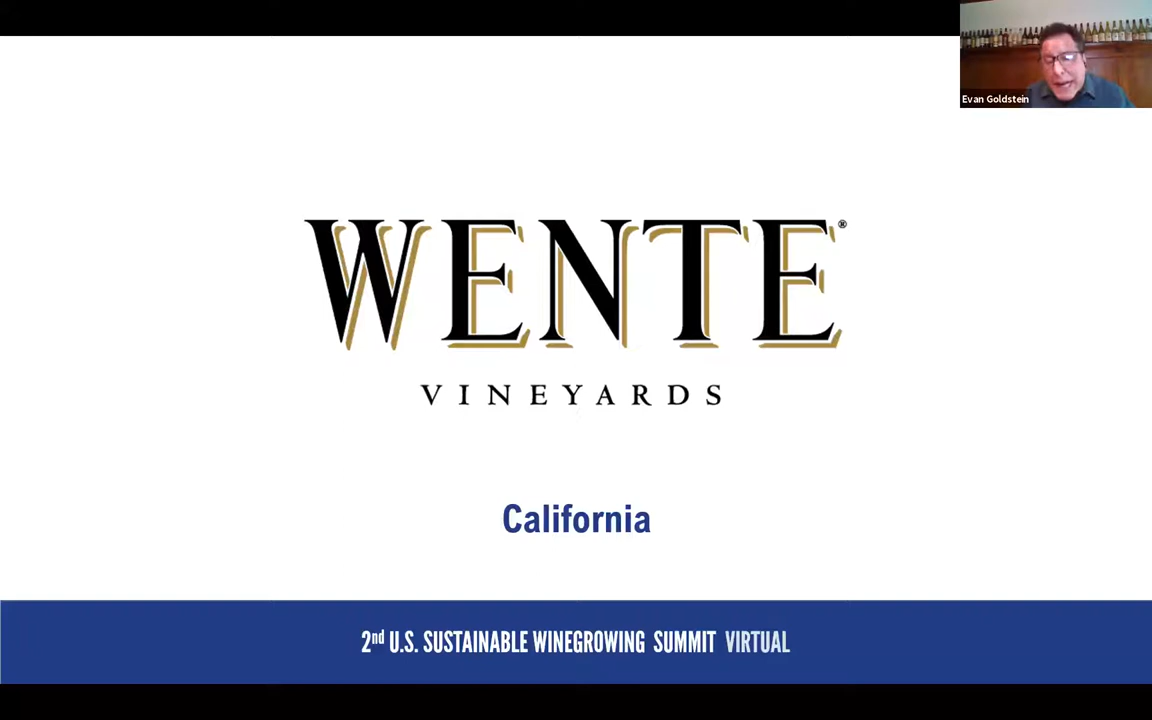 Evan Goldstein
WENTE®
VINEYARDS
California
2nd U.S. SUSTAINABLE WINEGROWING SUMMIT VIRTUAL